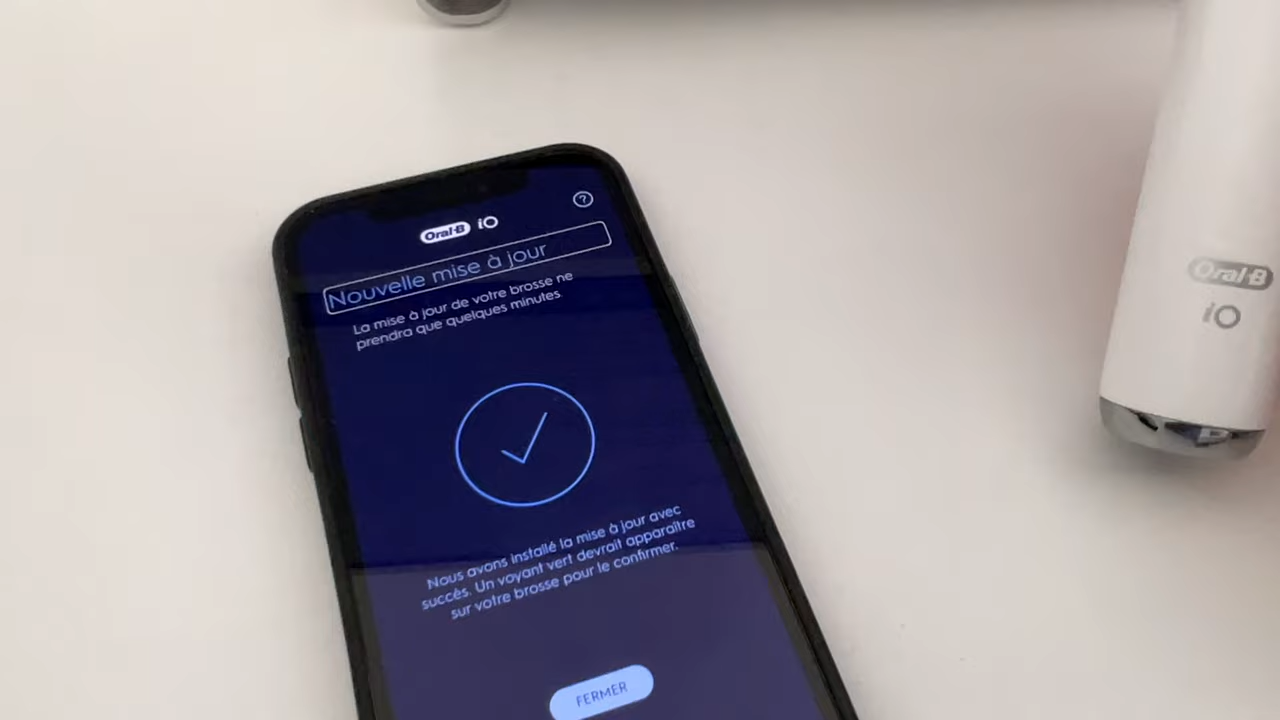 Oral-B iO
?
Nouvelle mise à jour
La mise à jour de votre brosse ne
prendra que quelques minutes.
Nous avons installé la mise à jour avec
succès. Un voyant vert devrait apparaître
sur votre brosse pour le confirmer.
FERMER
Oral-B
iO